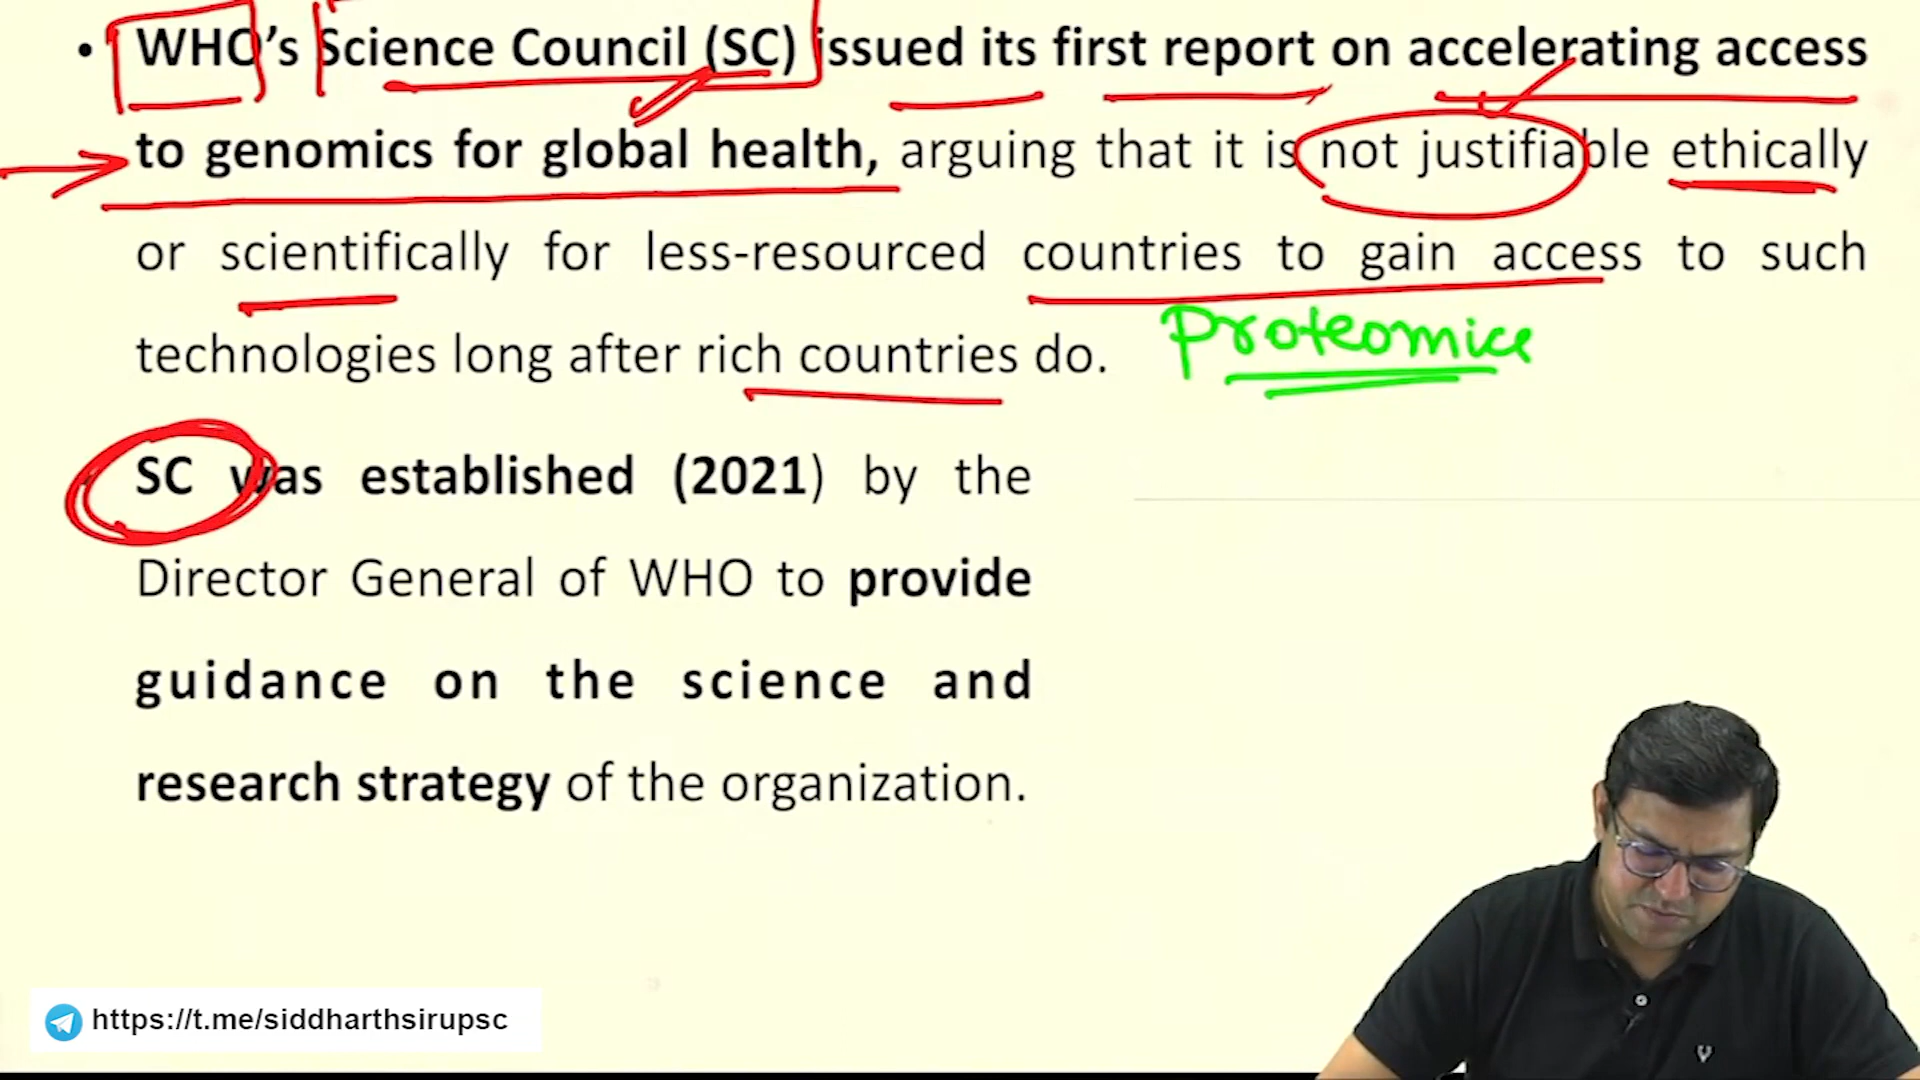 • WHO's Science Council (SC) issued its first report on accelerating access
to genomics for global health, arguing that it is not justifiable ethically
or scientifically for less-resourced countries to gain access to such
technologies long after rich countries do.
Proteomics
SC was established (2021) by the
Director General of WHO to provide
guidance on the science and
research strategy of the organization.
https://t.me/siddharthsirupsc